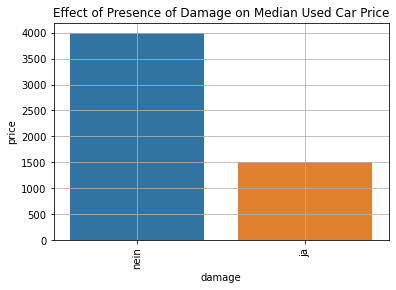 Effect of Presence of Damage on Median Used Car Price
price
4000
3500
3000
2500
2000
1500
1000
500
0
nein
ja
damage